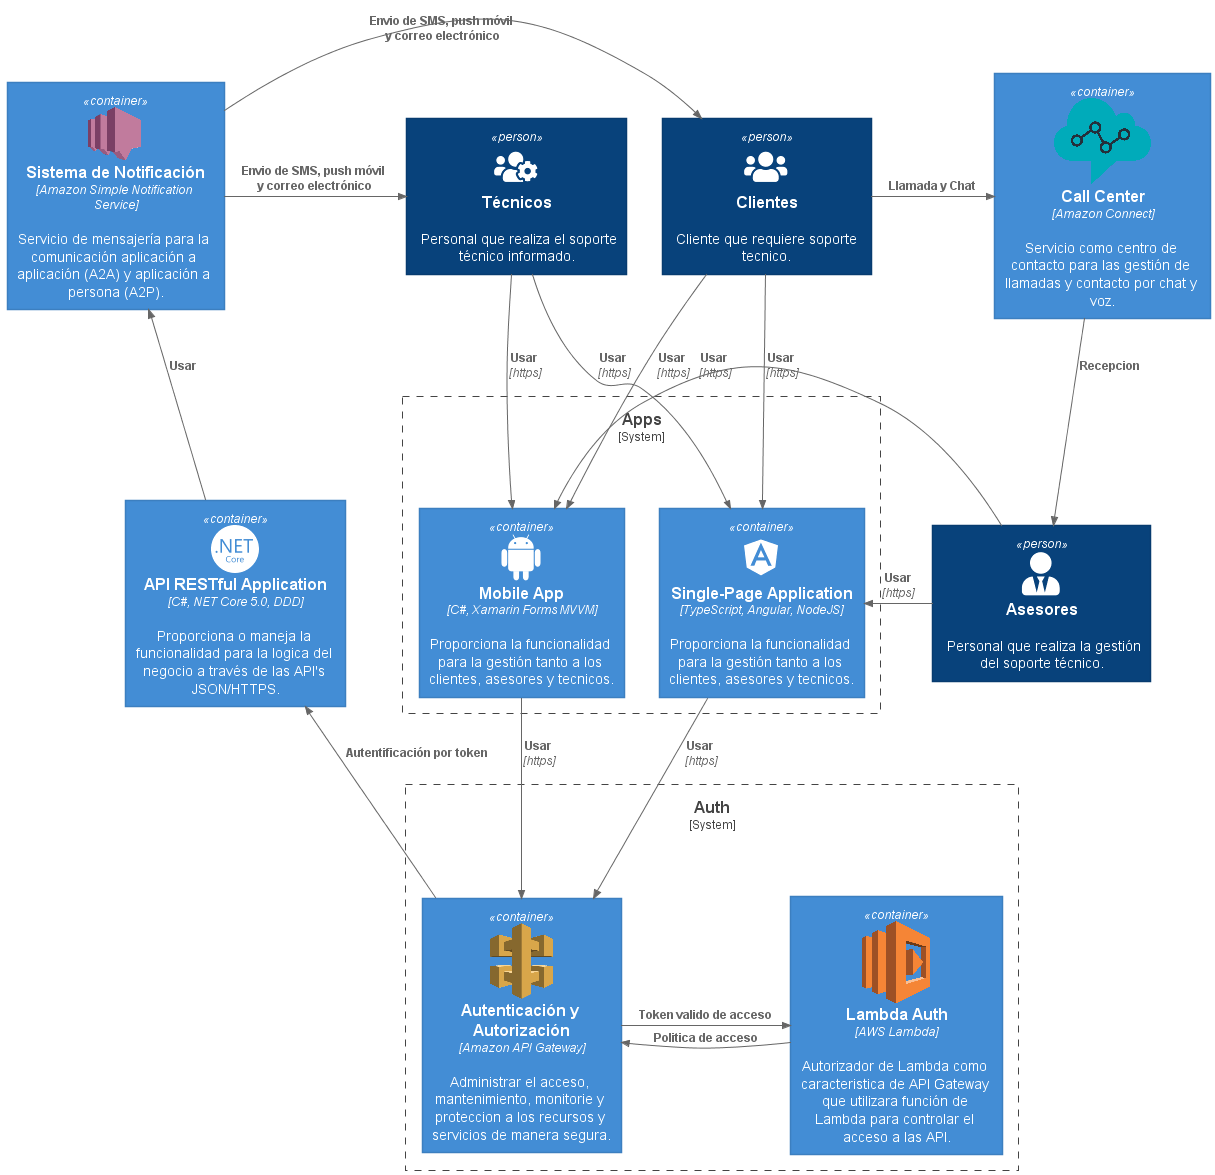 Envio de SMS, push móvil
y correo electrónico
«container»
Sistema de Notificación
[Amazon Simple Notification
Service]
Servicio de mensajería para la
comunicación aplicación a
aplicación (A2A) y aplicación a
persona (A2P).
Envio de SMS, push móvil
y correo electrónico
«person»
Técnicos
Personal que realiza el soporte
técnico informado.
«person»
Clientes
Cliente que requiere soporte
tecnico.
Llamada y Chat
«container»
Call Center
[Amazon Connect]
Servicio como centro de
contacto para las gestión de
llamadas y contacto por chat y
voz.
Usar
Usar
[https]
Usar
[https]
Usar
[https]
Usar
[https]
Usar
[https]
Recepcion
Apps
[System]
«container»
.NET
Core
API RESTful Application
[C#, NET Core 5.0, DDD]
Proporciona o maneja la
funcionalidad para la logica del
negocio a través de las API's
JSON/HTTPS.
«container»
Mobile App
[C#, Xamarin Forms MVVM]
Proporciona la funcionalidad
para la gestión tanto a los
clientes, asesores y tecnicos.
«container»
Single-Page Application
[TypeScript, Angular, NodeJS]
Proporciona la funcionalidad
para la gestión tanto a los
clientes, asesores y tecnicos.
Usar
[https]
«person»
Asesores
Personal que realiza la gestión
del soporte técnico.
Autentificación por token
Usar
[https]
Usar
[https]
Auth
[System]
«container»
Autenticación y
Autorización
[Amazon API Gateway]
Administrar el acceso,
mantenimiento, monitorie y
proteccion a los recursos y
servicios de manera segura.
Token valido de acceso
Politica de acceso
«container»
Lambda Auth
[AWS Lambda]
Autorizador de Lambda como
caracteristica de API Gateway
que utilizara función de
Lambda para controlar el
acceso a las API.